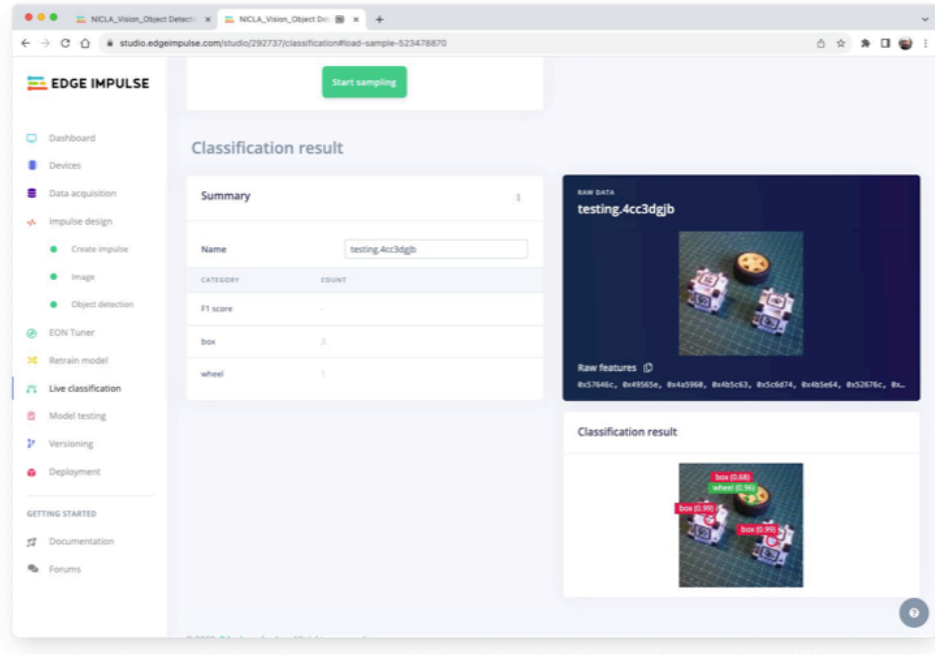 NICLA_Vision_Object Detecti
NICLA_Vision_Object Det
studio.edgeimpulse.com/studio/292737/classification#load-sample-523478870
EDGE IMPULSE
Start sampling
Dashboard
Devices
Data acquisition
Impulse design
Create impulse
Image
Object detection
EON Tuner
Retrain model
Live classification
Model testing
Versioning
Deployment
GETTING STARTED
Documentation
Forums
Classification result
Summary
Name testing.4cc3dgjb
CATEGORY COUNT
F1 score -
box 3
wheel 1
RAW DATA
testing.4cc3dgjb
Raw features
0x57646c, 0x49565e, 0x4a5960, 0x4b5c63, 0x5c6d74, 0x4b5e64, 0x52676c, 0x…
Classification result
box (0.68)
wheel (0.96)
box (0.99)
box (0.99)